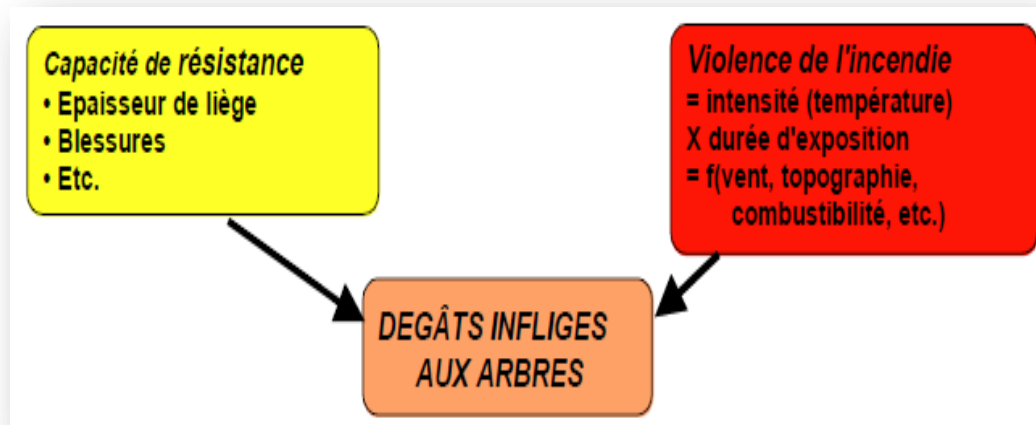 Capacité de résistance
• Epaisseur de liège
• Blessures
• Etc.
Violence de l'incendie
= intensité (température)
X durée d'exposition
= f(vent, topographie,
combustibilité, etc.)
DEGÂTS INFLIGES
AUX ARBRES